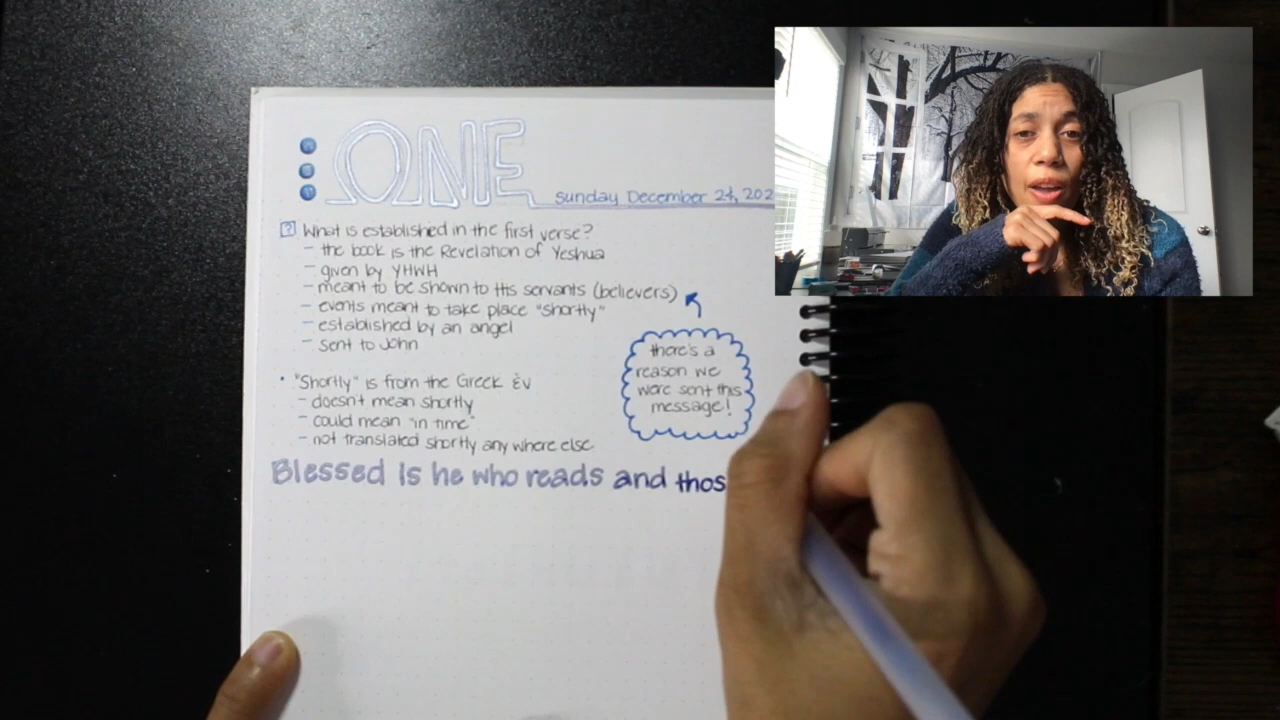 ONE
Sunday December 24, 202
? What is established in the first verse?
- the book is the Revelation of Yeshua
- given by YHWH
- meant to be shown to His servants (believers)
- events meant to take place "shortly"
- established by an angel
- sent to John
there's a
reason we
were sent this
message!
• "Shortly" is from the Greek ἐν
- doesn't mean shortly
- could mean "in time"
- not translated shortly any where else
Blessed is he who reads and thos